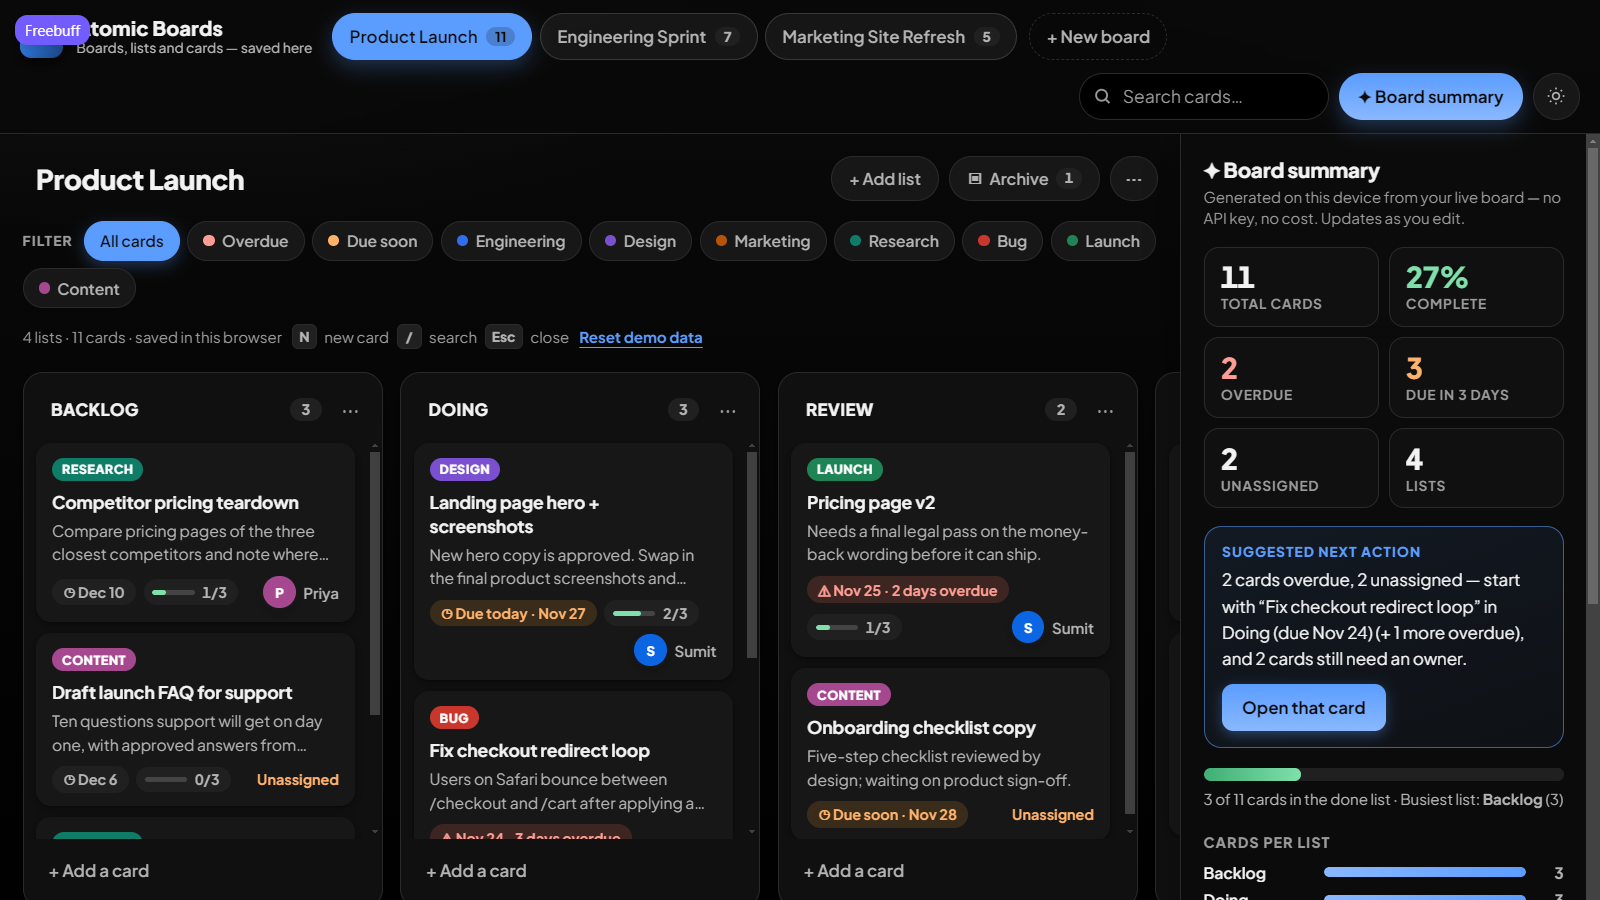 Freebuff
tomic Boards
Boards, lists and cards — saved here
Product Launch 11
Engineering Sprint 7
Marketing Site Refresh 5
+ New board
Search cards...
✦ Board summary
Product Launch
+ Add list
Archive 1
···
FILTER
All cards
Overdue
Due soon
Engineering
Design
Marketing
Research
Bug
Launch
Content
4 lists · 11 cards · saved in this browser N new card / search Esc close Reset demo data
BACKLOG 3 ···
RESEARCH
Competitor pricing teardown
Compare pricing pages of the three
closest competitors and note where…
Dec 10 1/3 P Priya
CONTENT
Draft launch FAQ for support
Ten questions support will get on day
one, with approved answers from…
Dec 6 0/3 Unassigned
+ Add a card
DOING 3 ···
DESIGN
Landing page hero +
screenshots
New hero copy is approved. Swap in
the final product screenshots and…
Due today · Nov 27 2/3
S Sumit
BUG
Fix checkout redirect loop
Users on Safari bounce between
/checkout and /cart after applying a…
Nov 24 · 3 days overdue
+ Add a card
REVIEW 2 ···
LAUNCH
Pricing page v2
Needs a final legal pass on the money-
back wording before it can ship.
Nov 25 · 2 days overdue
1/3 S Sumit
CONTENT
Onboarding checklist copy
Five-step checklist reviewed by
design; waiting on product sign-off.
Due soon · Nov 28 Unassigned
+ Add a card
✦ Board summary
Generated on this device from your live board — no
API key, no cost. Updates as you edit.
11
TOTAL CARDS
27%
COMPLETE
2
OVERDUE
3
DUE IN 3 DAYS
2
UNASSIGNED
4
LISTS
SUGGESTED NEXT ACTION
2 cards overdue, 2 unassigned — start
with “Fix checkout redirect loop” in
Doing (due Nov 24) (+ 1 more overdue),
and 2 cards still need an owner.
Open that card
3 of 11 cards in the done list · Busiest list: Backlog (3)
CARDS PER LIST
Backlog 3
Doing 3